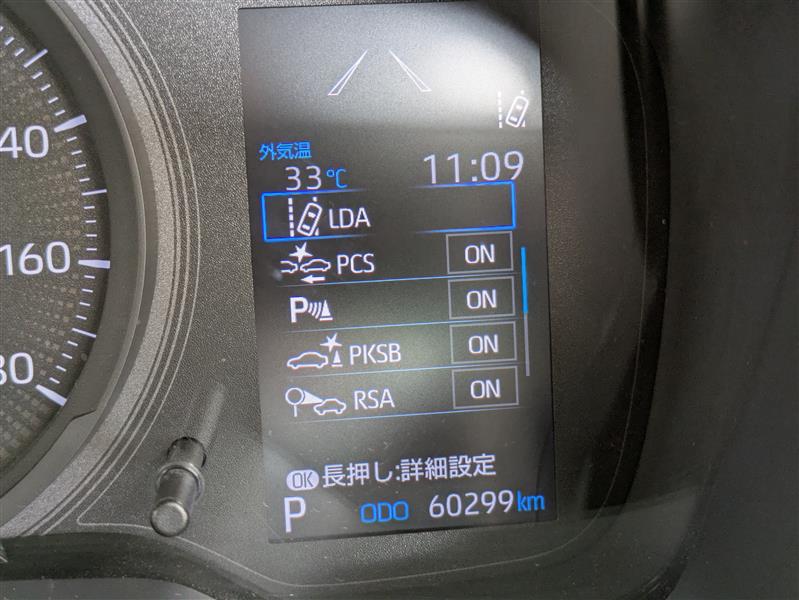 外気温
33℃ 11:09
LDA
PCS ON
P ON
PKSB ON
RSA ON
OK 長押し:詳細設定
P ODO 60299km
40
160
80